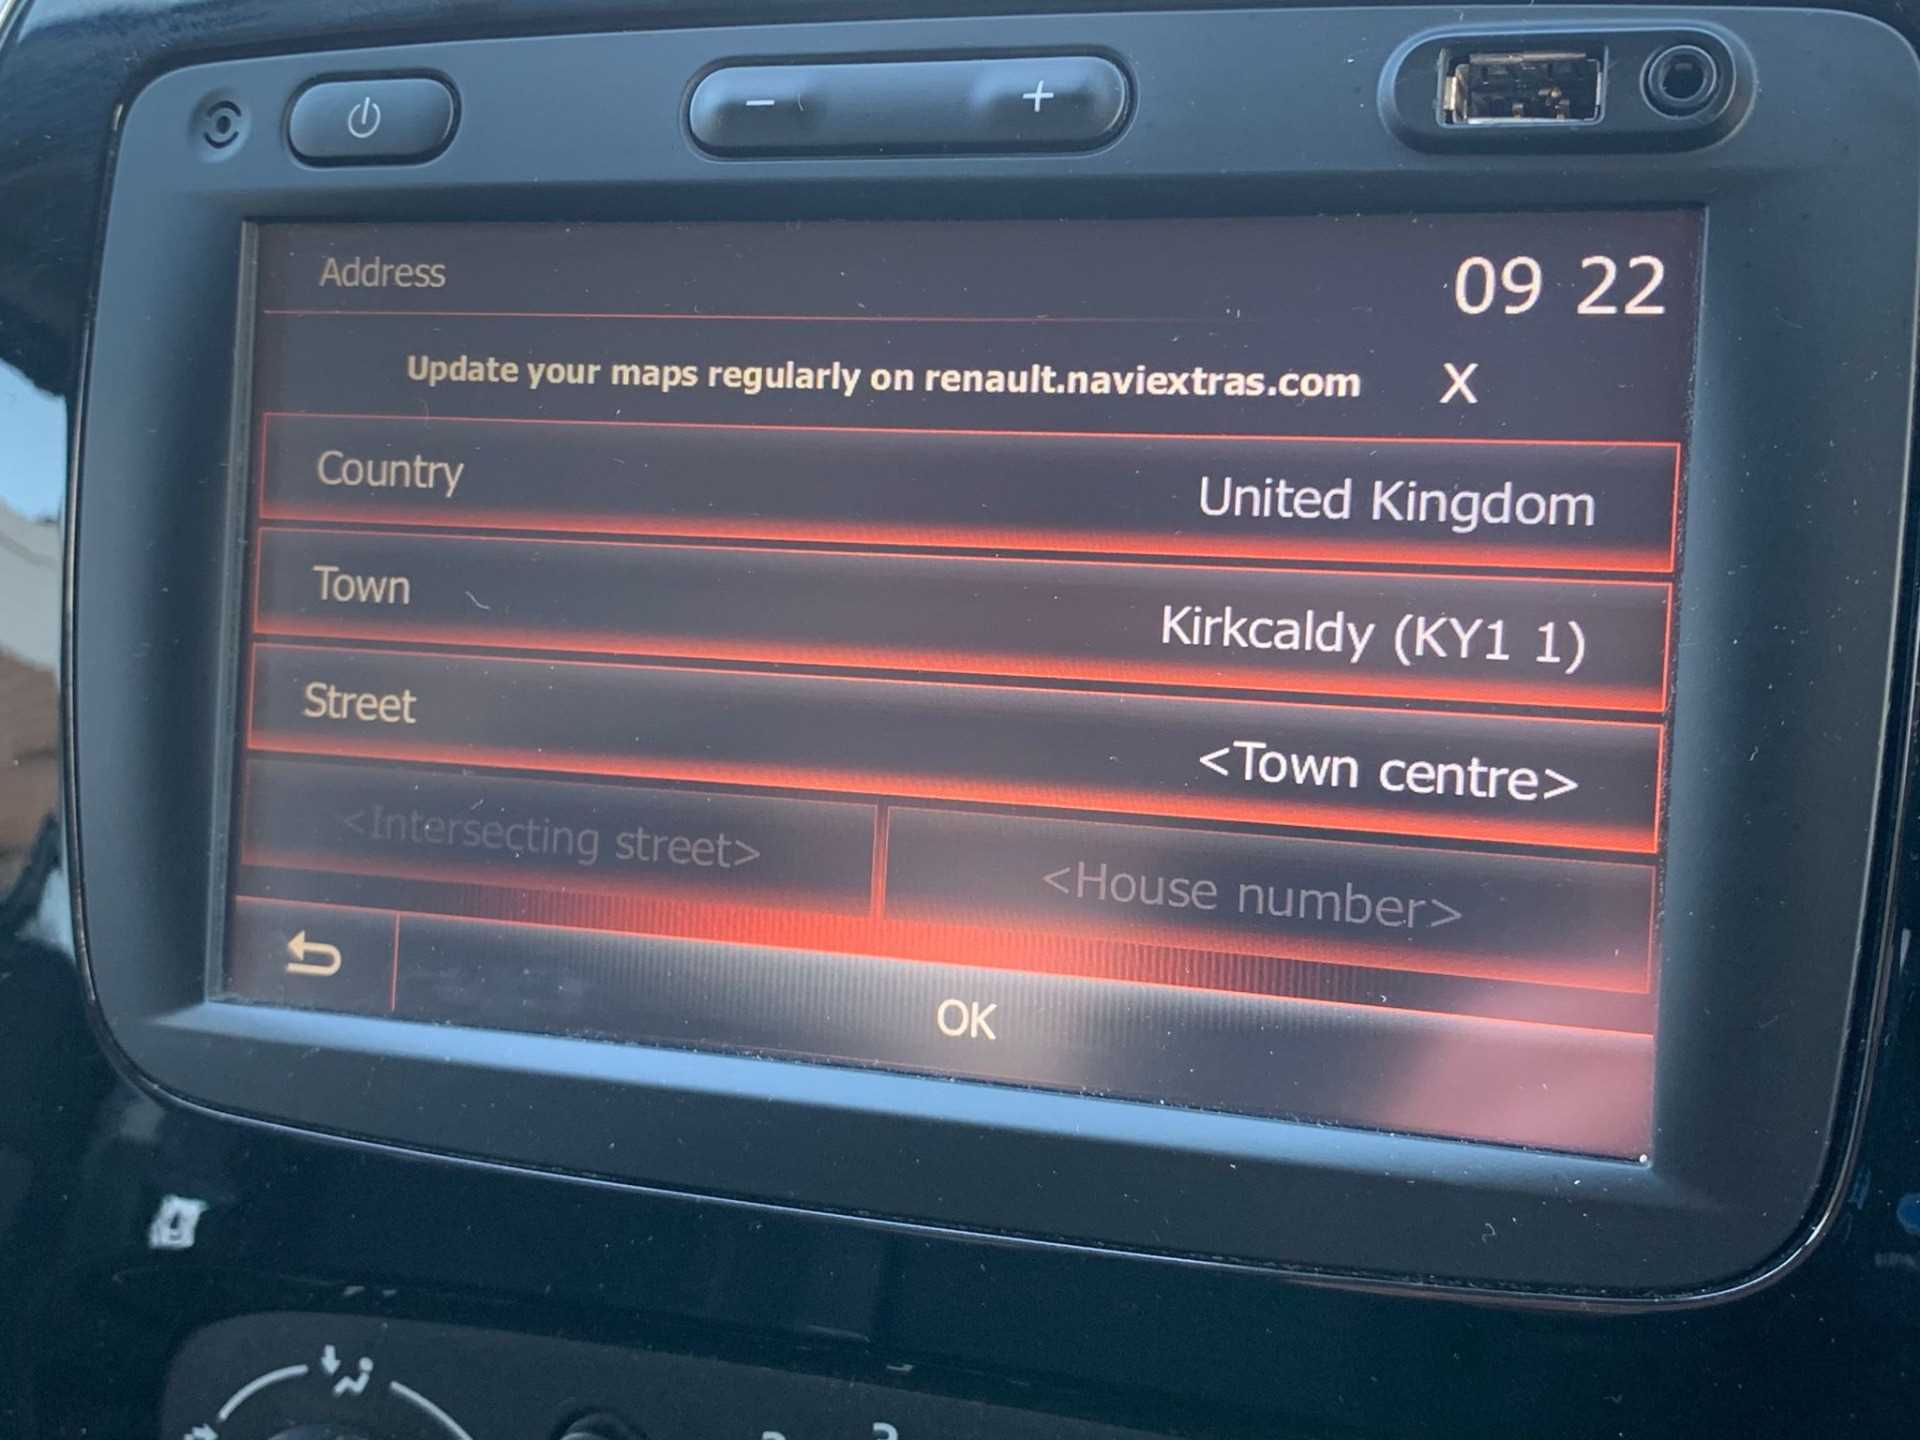 Address
09 22
Update your maps regularly on renault.naviextras.com X
Country
United Kingdom
Town
Kirkcaldy (KY1 1)
Street
<Town centre>
<Intersecting street>
<House number>
OK